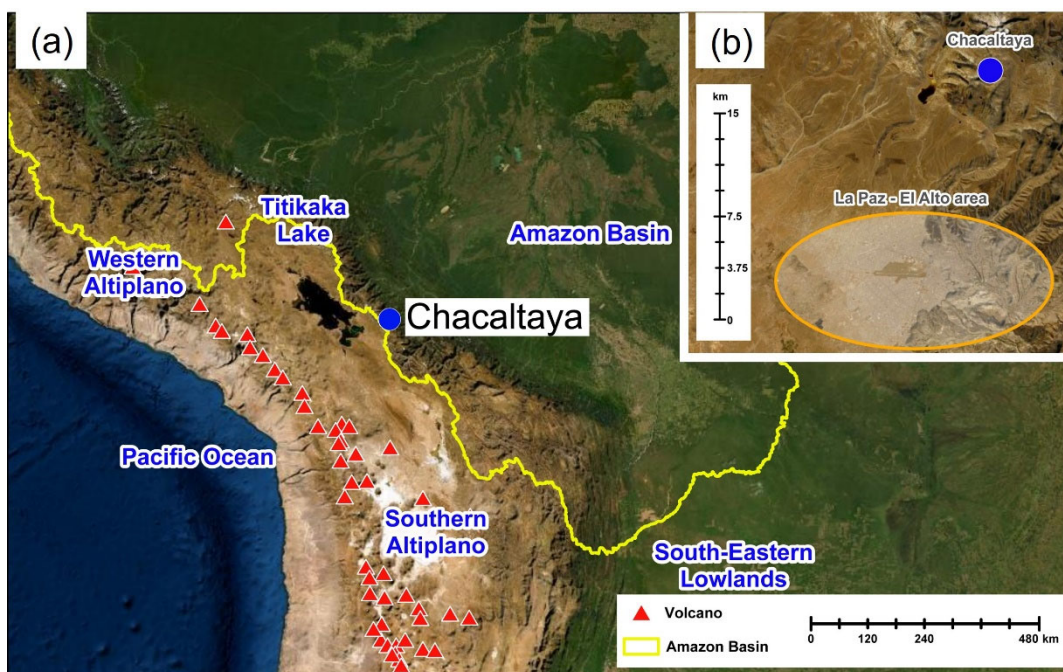 (a)
Titikaka
Lake
Western
Altiplano
Amazon Basin
Chacaltaya
Pacific Ocean
Southern
Altiplano
South-Eastern
Lowlands
Volcano
Amazon Basin
0 120 240 480 km
(b)
Chacaltaya
km
15
7.5
3.75
0
La Paz - El Alto area